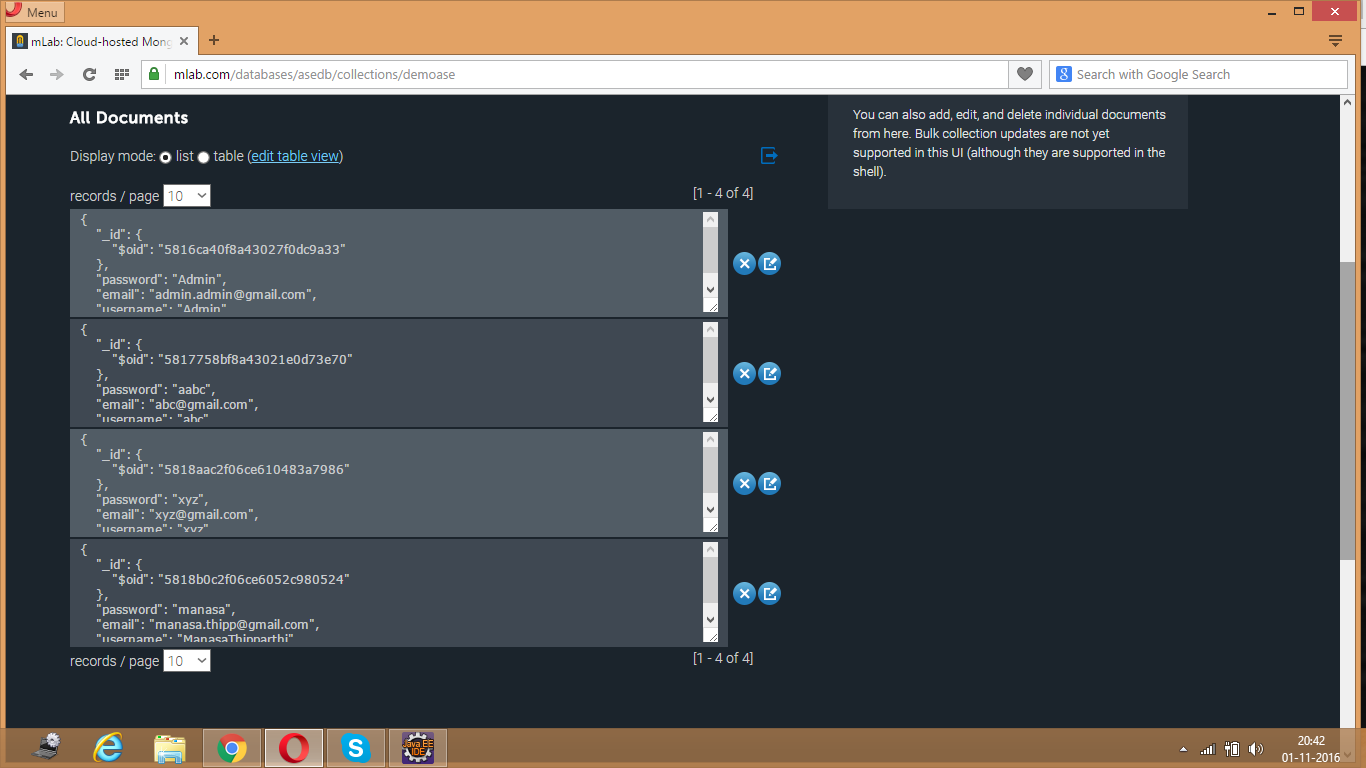 Menu
mLab: Cloud-hosted Mong
mlab.com/databases/asedb/collections/demoase
Search with Google Search
All Documents
Display mode: list table (edit table view)
records / page 10
[1 - 4 of 4]
{
"_id": {
"$oid": "5816ca40f8a43027f0dc9a33"
},
"password": "Admin",
"email": "admin.admin@gmail.com",
"username": "Admin"
{
"_id": {
"$oid": "5817758bf8a43021e0d73e70"
},
"password": "aabc",
"email": "abc@gmail.com",
"username": "abc"
{
"_id": {
"$oid": "5818aac2f06ce610483a7986"
},
"password": "xyz",
"email": "xyz@gmail.com",
"username": "xyz"
{
"_id": {
"$oid": "5818b0c2f06ce6052c980524"
},
"password": "manasa",
"email": "manasa.thipp@gmail.com",
"username": "ManasaThipparthi"
records / page 10
[1 - 4 of 4]
You can also add, edit, and delete individual documents
from here. Bulk collection updates are not yet
supported in this UI (although they are supported in the
shell).
Java EE
IDE
20:42
01-11-2016